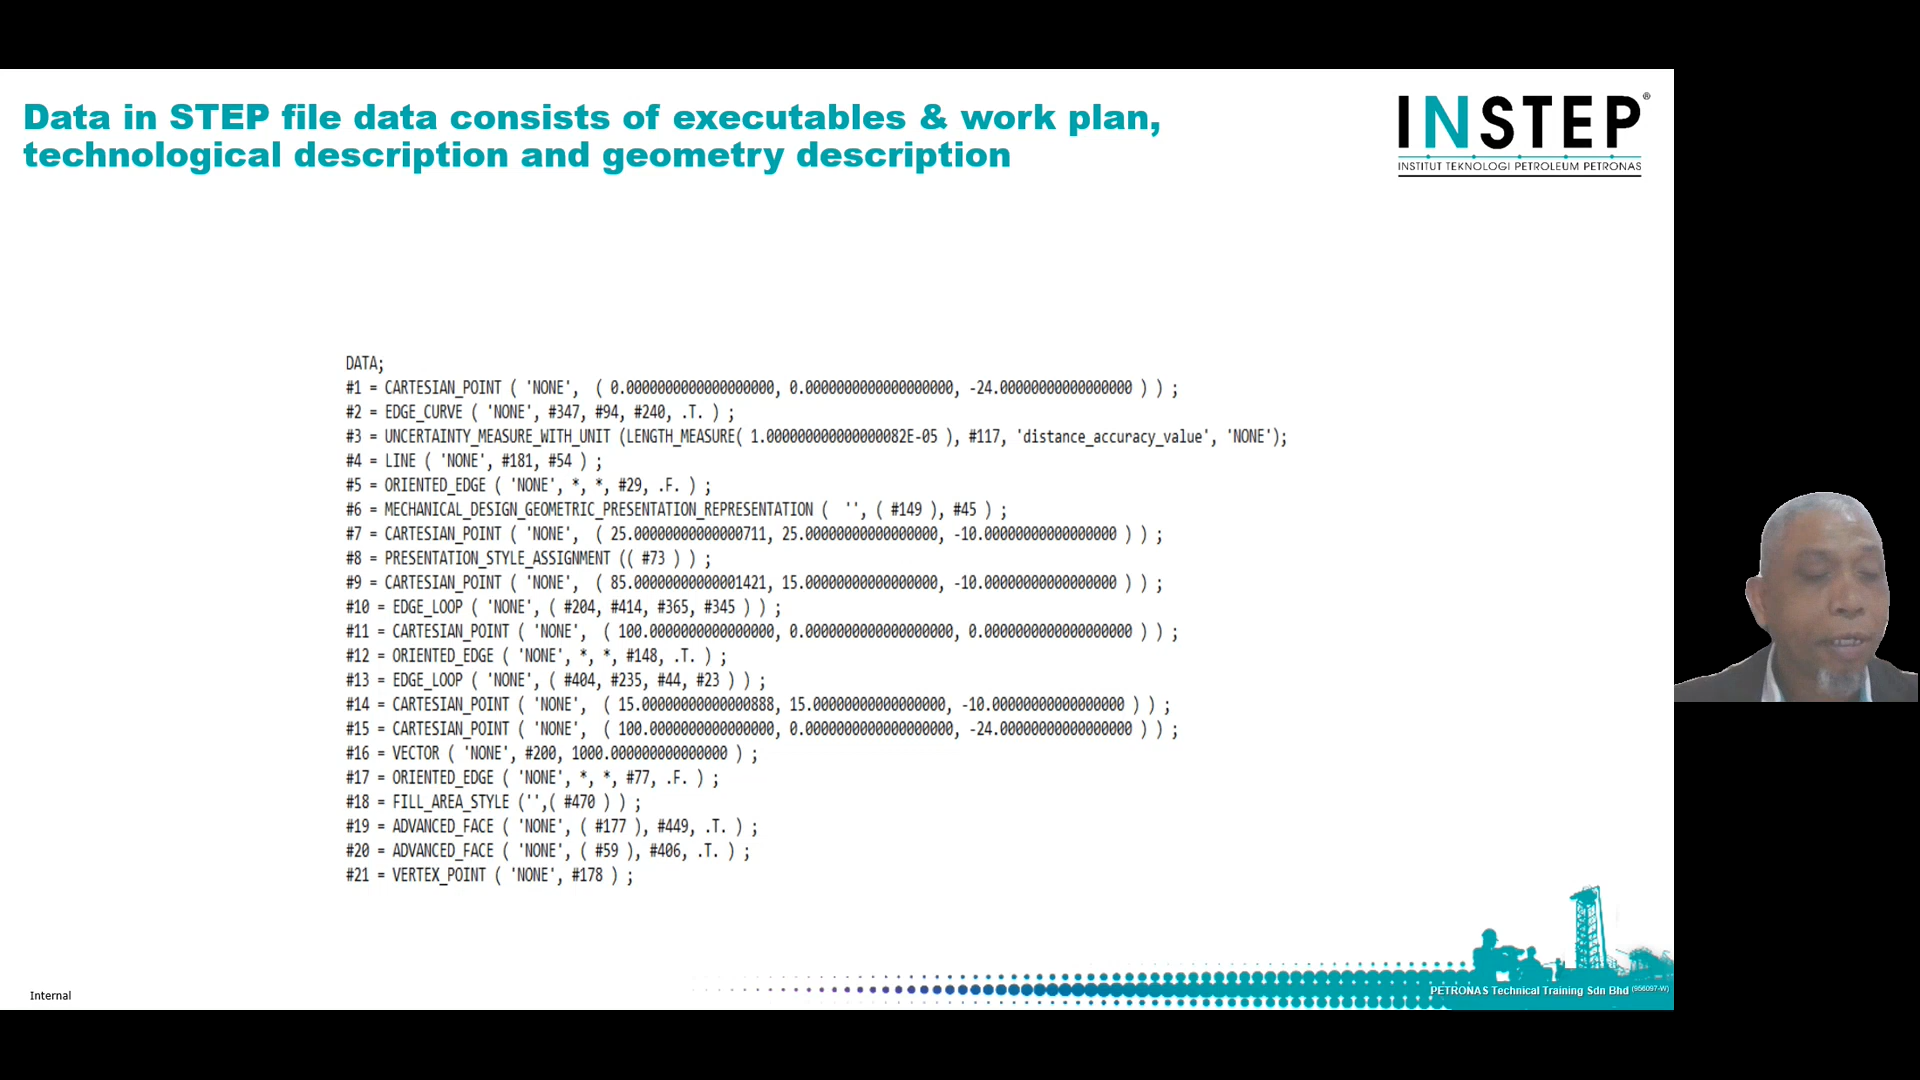 Data in STEP file data consists of executables & work plan,
technological description and geometry description
INSTEP®
INSTITUT TEKNOLOGI PETROLEUM PETRONAS
DATA;
#1 = CARTESIAN_POINT ( 'NONE',  ( 0.0000000000000000000, 0.0000000000000000000, -24.00000000000000000 ) ) ;
#2 = EDGE_CURVE ( 'NONE', #347, #94, #240, .T. ) ;
#3 = UNCERTAINTY_MEASURE_WITH_UNIT (LENGTH_MEASURE( 1.000000000000000082E-05 ), #117, 'distance_accuracy_value', 'NONE');
#4 = LINE ( 'NONE', #181, #54 ) ;
#5 = ORIENTED_EDGE ( 'NONE', *, *, #29, .F. ) ;
#6 = MECHANICAL_DESIGN_GEOMETRIC_PRESENTATION_REPRESENTATION (  '', ( #149 ), #45 ) ;
#7 = CARTESIAN_POINT ( 'NONE',  ( 25.00000000000000711, 25.00000000000000000, -10.00000000000000000 ) ) ;
#8 = PRESENTATION_STYLE_ASSIGNMENT (( #73 ) ) ;
#9 = CARTESIAN_POINT ( 'NONE',  ( 85.00000000000001421, 15.00000000000000000, -10.00000000000000000 ) ) ;
#10 = EDGE_LOOP ( 'NONE', ( #204, #414, #365, #345 ) ) ;
#11 = CARTESIAN_POINT ( 'NONE',  ( 100.0000000000000000, 0.0000000000000000000, 0.0000000000000000000 ) ) ;
#12 = ORIENTED_EDGE ( 'NONE', *, *, #148, .T. ) ;
#13 = EDGE_LOOP ( 'NONE', ( #404, #235, #44, #23 ) ) ;
#14 = CARTESIAN_POINT ( 'NONE',  ( 15.00000000000000888, 15.00000000000000000, -10.00000000000000000 ) ) ;
#15 = CARTESIAN_POINT ( 'NONE',  ( 100.0000000000000000, 0.0000000000000000000, -24.00000000000000000 ) ) ;
#16 = VECTOR ( 'NONE', #200, 1000.000000000000000 ) ;
#17 = ORIENTED_EDGE ( 'NONE', *, *, #77, .F. ) ;
#18 = FILL_AREA_STYLE ('',( #470 ) ) ;
#19 = ADVANCED_FACE ( 'NONE', ( #177 ), #449, .T. ) ;
#20 = ADVANCED_FACE ( 'NONE', ( #59 ), #406, .T. ) ;
#21 = VERTEX_POINT ( 'NONE', #178 ) ;
PETRONAS Technical Training Sdn Bhd (956097-W)
Internal